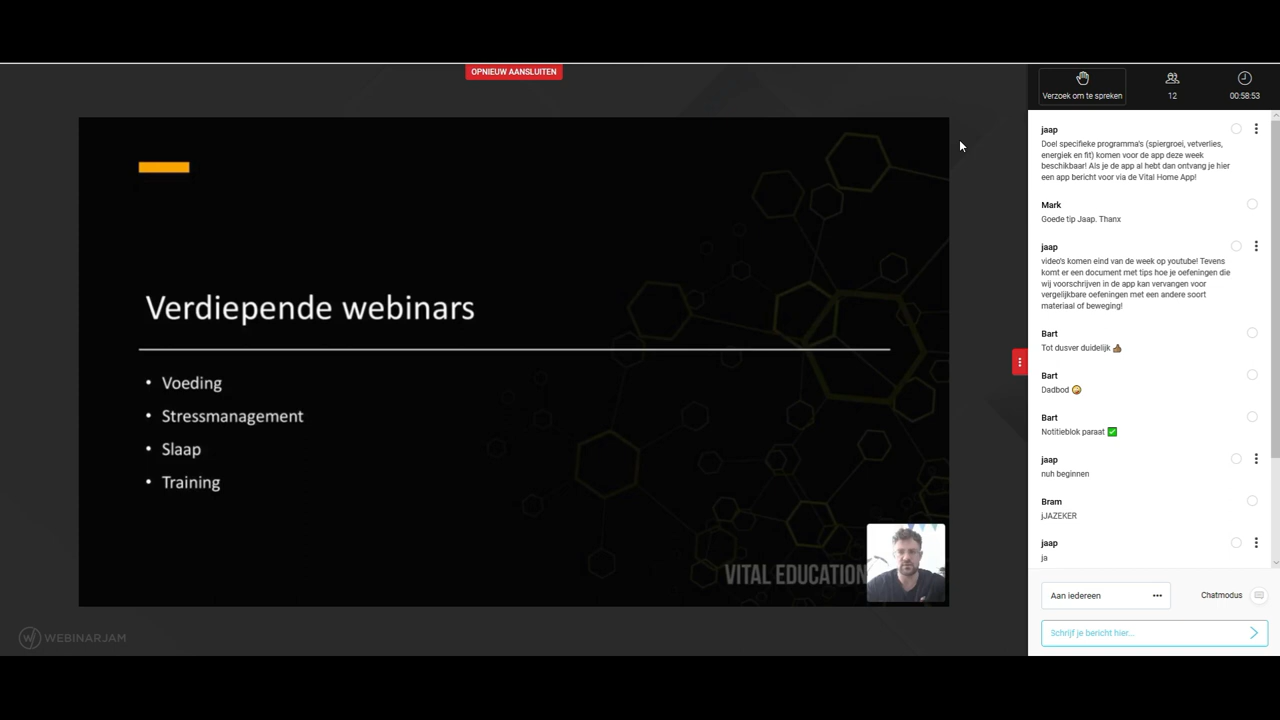 OPNIEUW AANSLUITEN
Verzoek om te spreken
12
00:58:53
Verdiepende webinars
• Voeding
• Stressmanagement
• Slaap
• Training
VITAL EDUCATION
WEBINARJAM
jaap
Doel specifieke programma's (spiergroei, vetverlies,
energiek en fit) komen voor de app deze week
beschikbaar! Als je de app al hebt dan ontvang je hier
een app bericht voor via de Vital Home App!
Mark
Goede tip Jaap. Thanx
jaap
video's komen eind van de week op youtube! Tevens
komt er een document met tips hoe je oefeningen die
wij voorschrijven in de app kan vervangen voor
vergelijkbare oefeningen met een andere soort
materiaal of beweging!
Bart
Tot dusver duidelijk 👍🏾
Bart
Dadbod 🤪
Bart
Notitieblok paraat ✅
jaap
nuh beginnen
Bram
jJAZEKER
jaap
ja
Aan iedereen
Chatmodus
Schrijf je bericht hier...